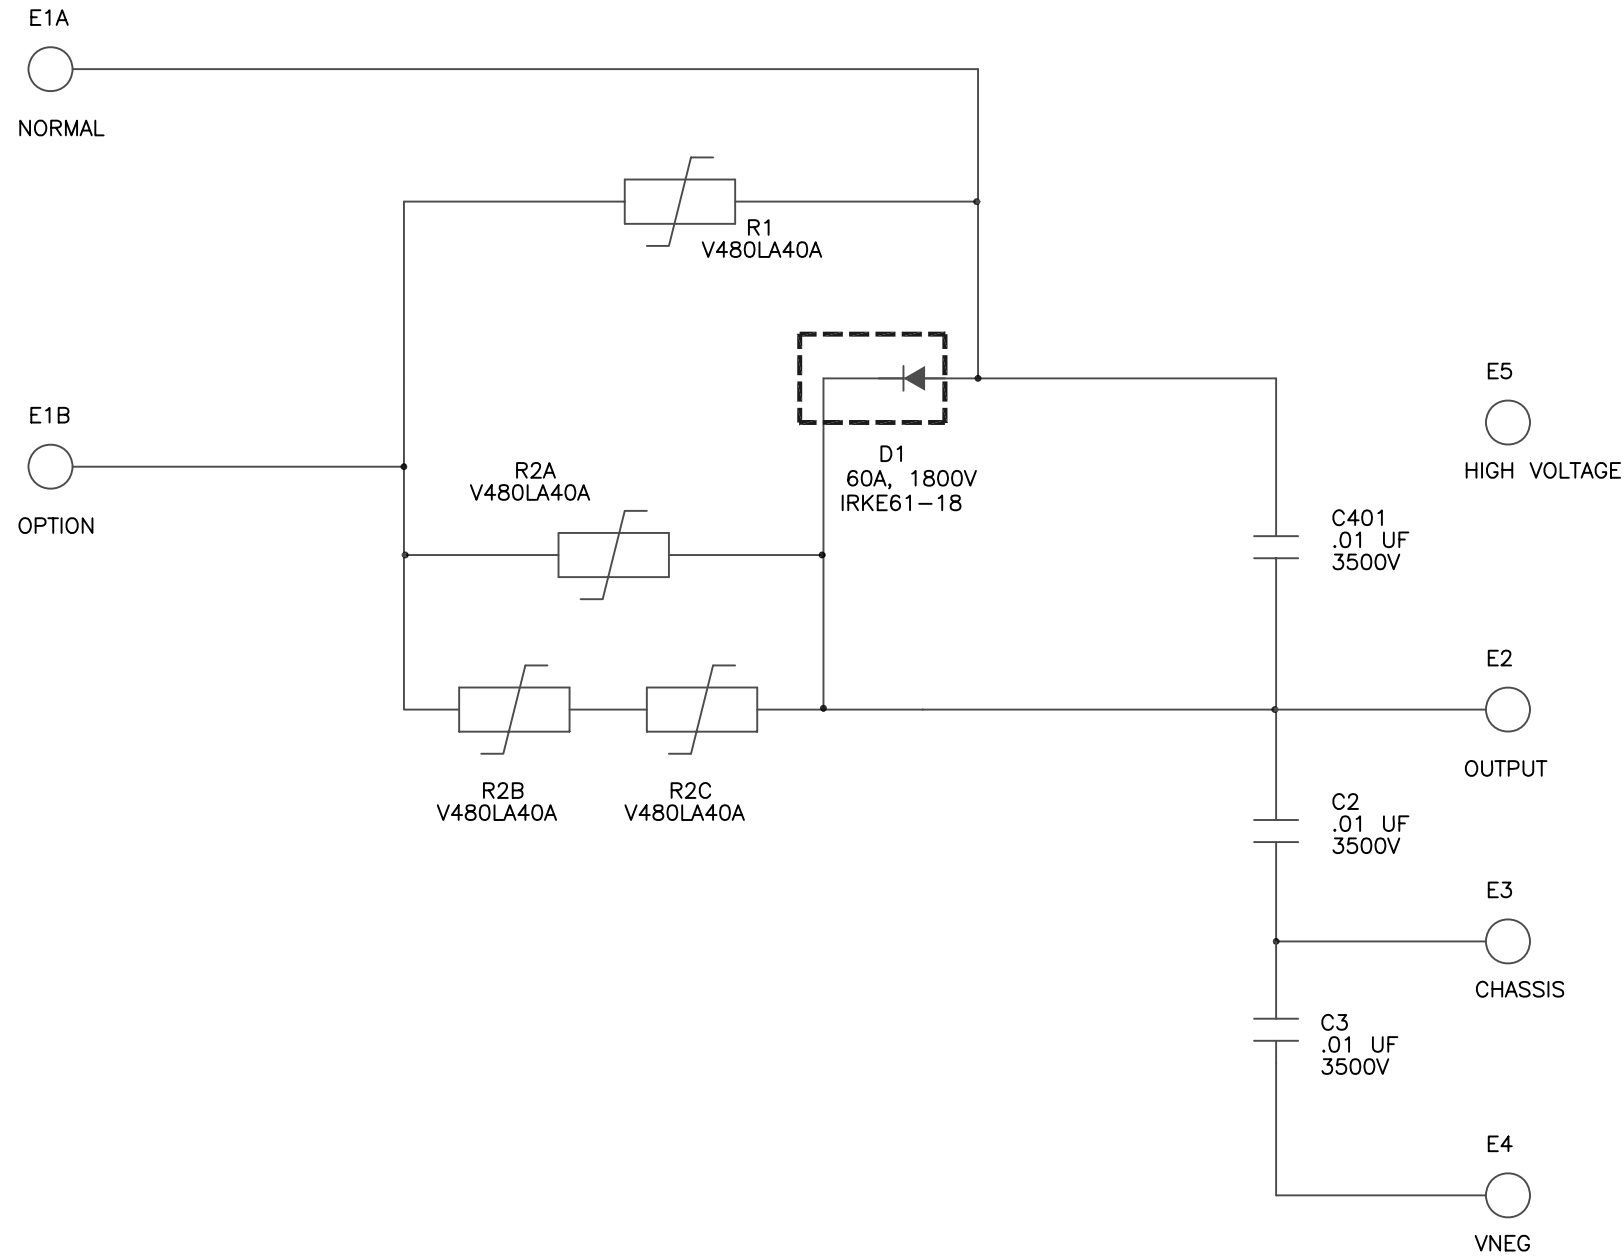 E1A
NORMAL
R1
V480LA40A
E5
HIGH VOLTAGE
E1B
OPTION
R2A
V480LA40A
D1
60A, 1800V
IRKE61-18
C401
.01 UF
3500V
E2
OUTPUT
R2B
V480LA40A
R2C
V480LA40A
C2
.01 UF
3500V
E3
CHASSIS
C3
.01 UF
3500V
E4
VNEG